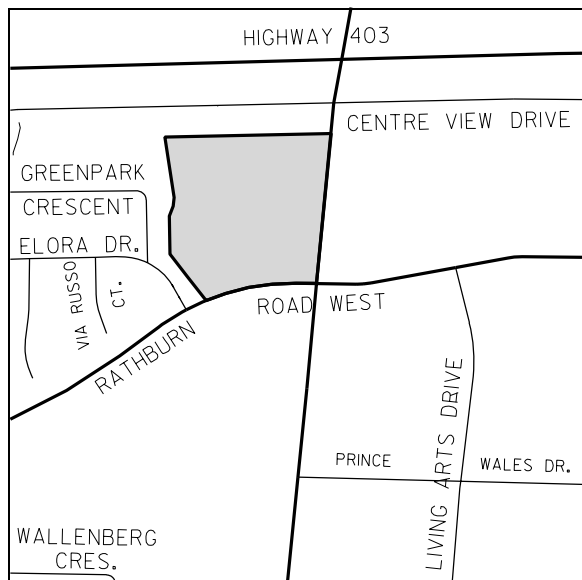 HIGHWAY 403
CENTRE VIEW DRIVE
GREENPARK
CRESCENT
ELORA DR.
VIA RUSSO
CT.
ROAD WEST
RATHBURN
LIVING ARTS DRIVE
PRINCE
WALES DR.
WALLENBERG
CRES.